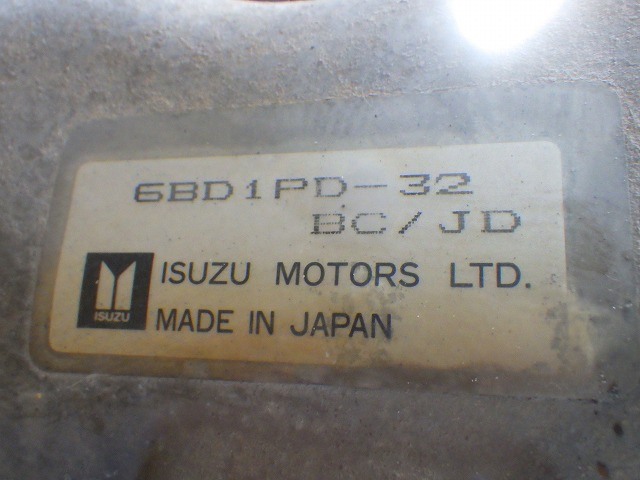 6BD1PD-32
BC/JD
ISUZU MOTORS LTD.
ISUZU
MADE IN JAPAN